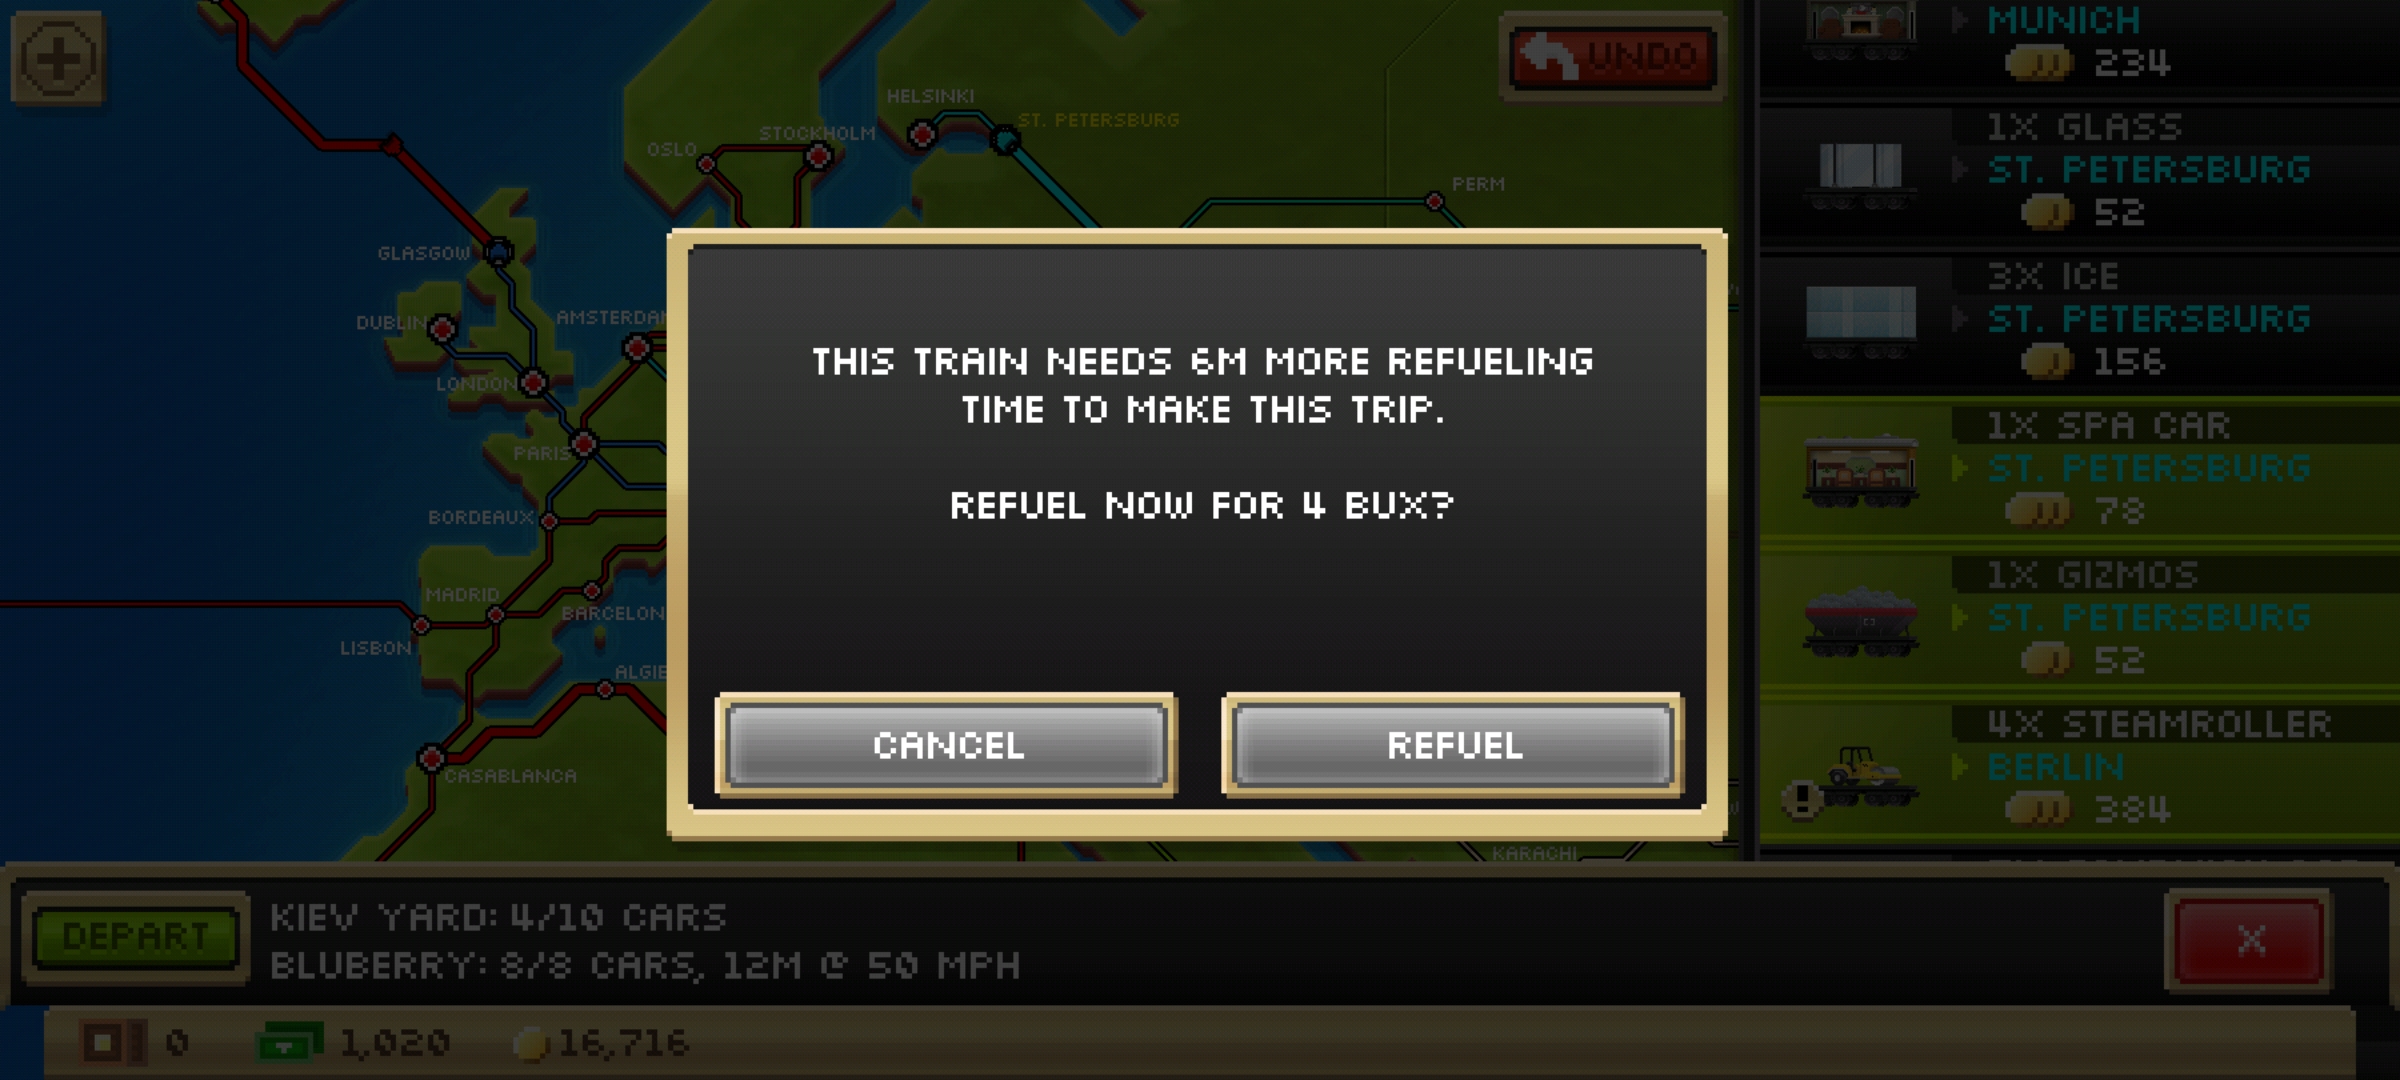 UNDO
HELSINKI
ST. PETERSBURG
STOCKHOLM
OSLO
PERM
GLASGOW
DUBLIN
AMSTERDAM
LONDON
PARIS
BORDEAUX
MADRID
BARCELON
LISBON
ALGIE
CASABLANCA
KARACHI
THIS TRAIN NEEDS 6M MORE REFUELING
TIME TO MAKE THIS TRIP.
REFUEL NOW FOR 4 BUX?
CANCEL
REFUEL
MUNICH
234
1X GLASS
ST. PETERSBURG
52
3X ICE
ST. PETERSBURG
156
1X SPA CAR
ST. PETERSBURG
78
1X GIZMOS
ST. PETERSBURG
52
4X STEAMROLLER
BERLIN
384
DEPART
KIEV YARD: 4/10 CARS
BLUBERRY: 8/8 CARS, 12M @ 50 MPH
X
0
1,020
16,716